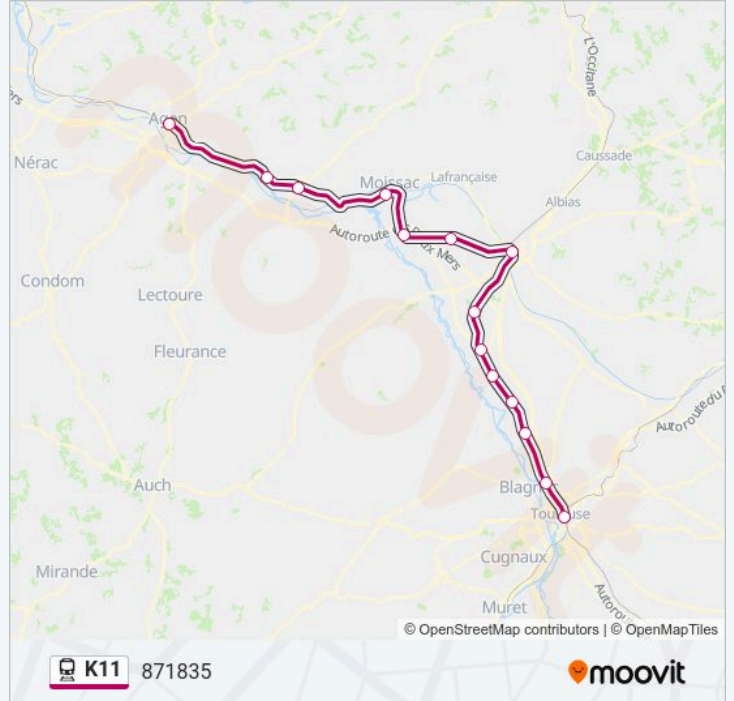 L'Occitane
Agen
Nérac
Caussade
Moissac
Lafrançaise
Albias
Autoroute des Deux Mers
Condom
Lectoure
Fleurance
Autoroute du
Auch
Blagnac
Toulouse
Cugnaux
Mirande
Muret
© OpenStreetMap contributors | © OpenMapTiles
K11 871835 moovit